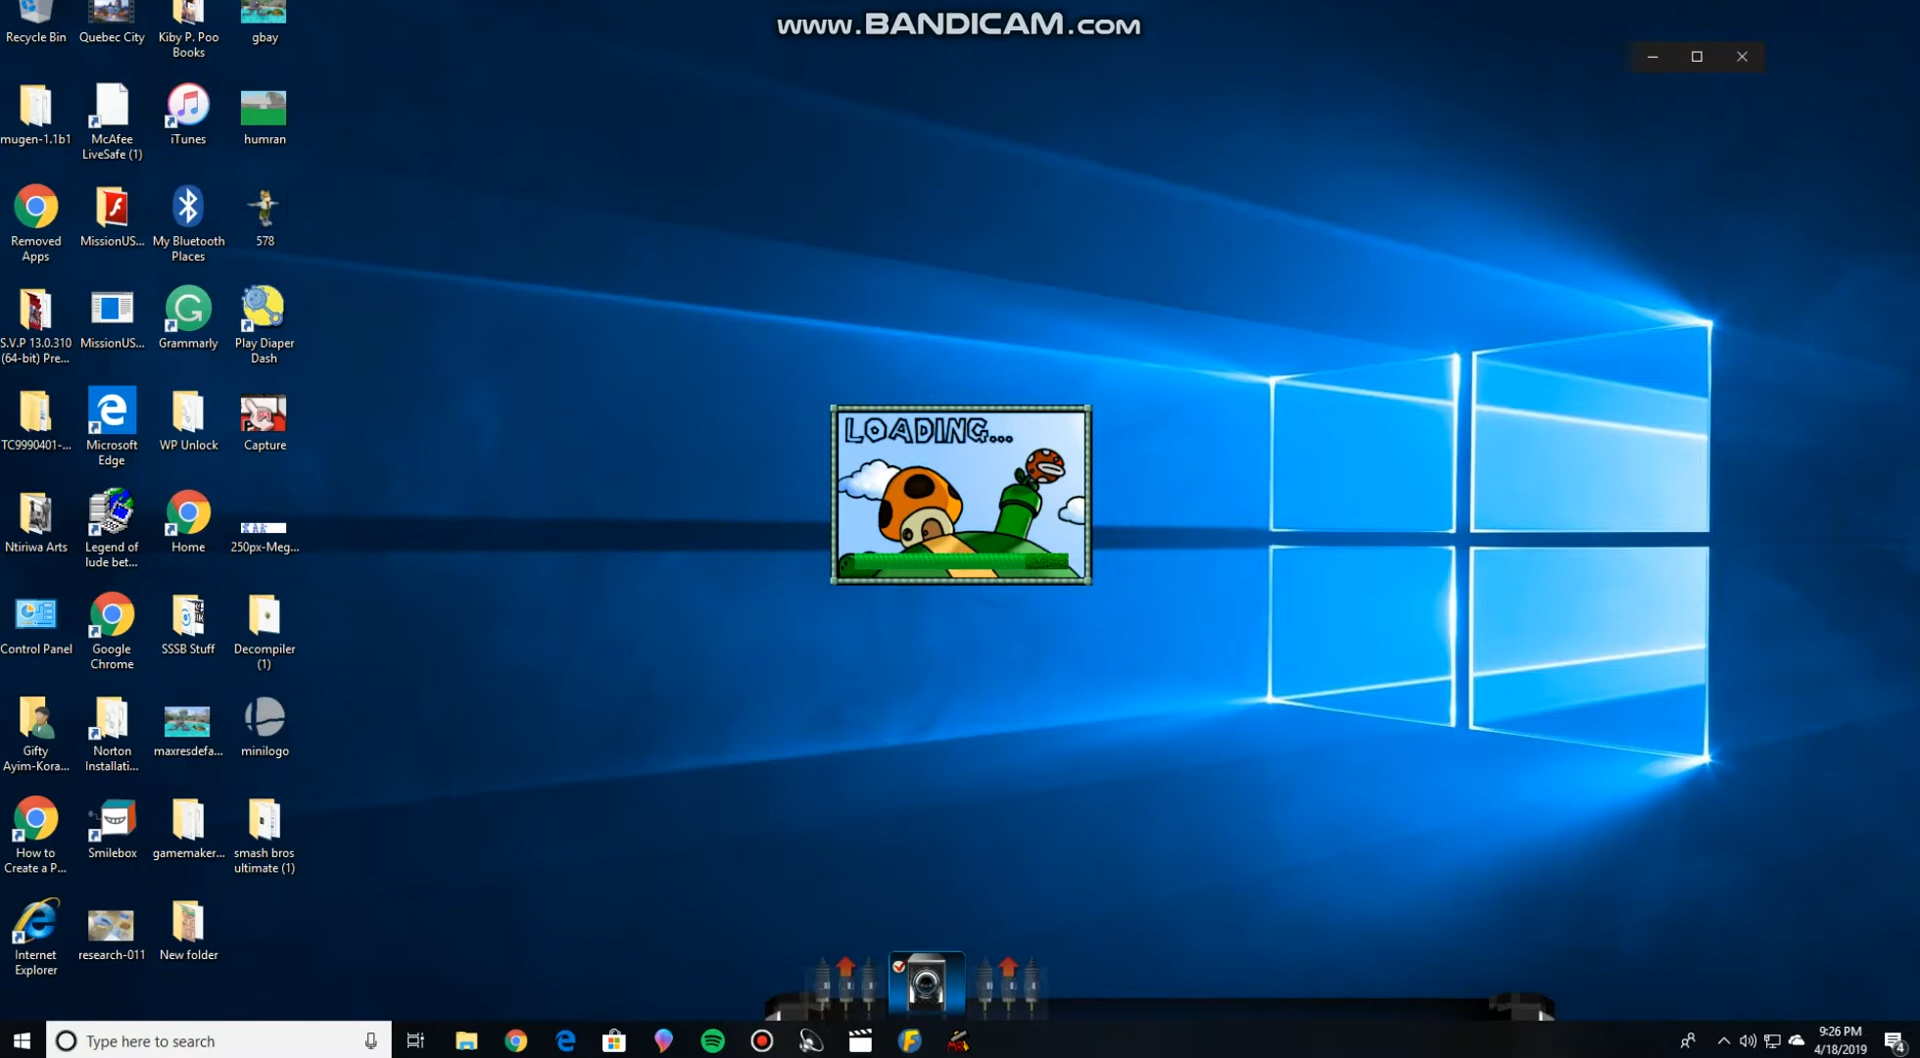 www.BANDICAM.com
Recycle Bin
Quebec City
Kiby P. Poo
Books
gbay
mugen-1.1b1
McAfee
LiveSafe (1)
iTunes
humran
Removed
Apps
MissionUS...
My Bluetooth
Places
578
S.V.P 13.0.310
(64-bit) Pre...
MissionUS...
Grammarly
Play Diaper
Dash
TC9990401-...
Microsoft
Edge
WP Unlock
Capture
LOADING...
Ntiriwa Arts
Legend of
lude bet...
Home
250px-Meg...
Control Panel
Google
Chrome
SSSB Stuff
Decompiler
(1)
Gifty
Ayim-Kora...
Norton
Installati...
maxresdefa...
minilogo
How to
Create a P...
Smilebox
gamemaker...
smash bros
ultimate (1)
Internet
Explorer
research-011
New folder
Type here to search
9:26 PM
4/18/2019
4